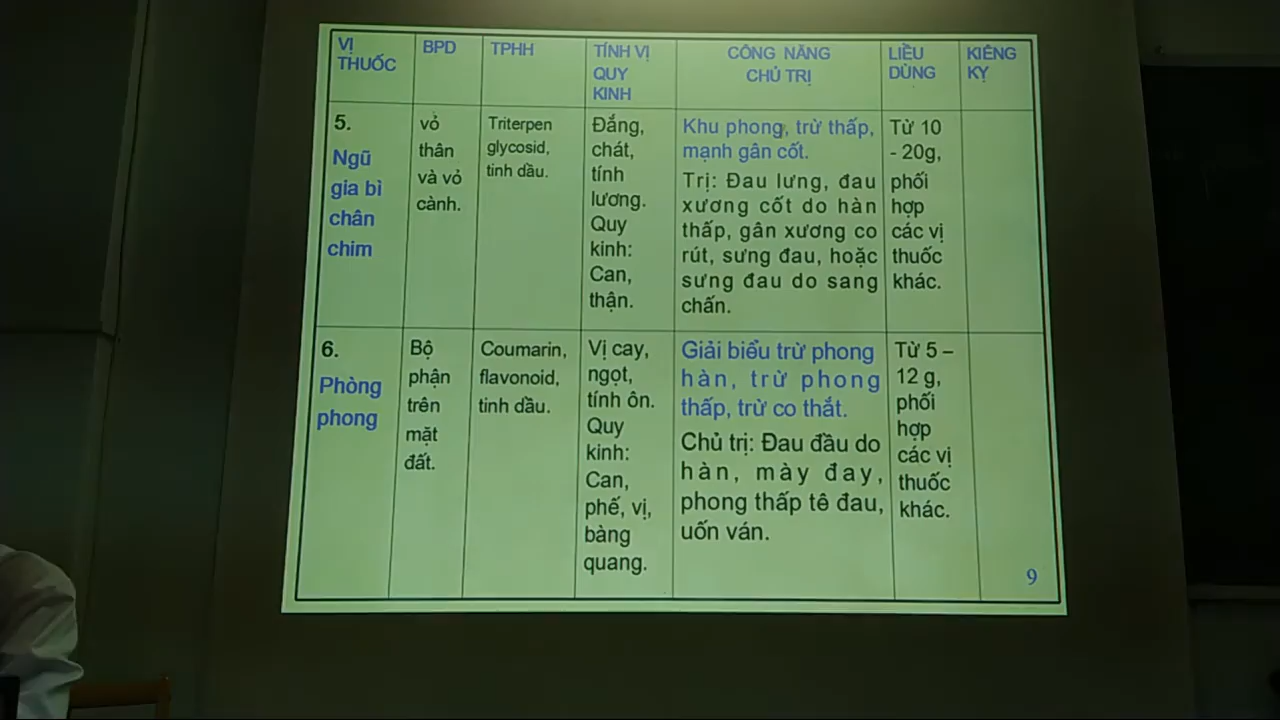 VỊ
THUỐC
BPD
TPHH
TÍNH VỊ
QUY
KINH
CÔNG NĂNG
CHỦ TRỊ
LIỀU
DÙNG
KIÊNG
KỴ
5.
Ngũ
gia bì
chân
chim
vỏ
thân
và vỏ
cành.
Triterpen
glycosid,
tinh dầu.
Đắng,
chát,
tính
lương.
Quy
kinh:
Can,
thận.
Khu phong, trừ thấp,
mạnh gân cốt.
Trị: Đau lưng, đau
xương cốt do hàn
thấp, gân xương co
rút, sưng đau, hoặc
sưng đau do sang
chấn.
Từ 10
- 20g,
phối
hợp
các vị
thuốc
khác.
6.
Phòng
phong
Bộ
phận
trên
mặt
đất.
Coumarin,
flavonoid,
tinh dầu.
Vị cay,
ngọt,
tính ôn.
Quy
kinh:
Can,
phế, vị,
bàng
quang.
Giải biểu trừ phong
hàn, trừ phong
thấp, trừ co thắt.
Chủ trị: Đau đầu do
hàn, mày đay,
phong thấp tê đau,
uốn ván.
Từ 5 –
12 g,
phối
hợp
các vị
thuốc
khác.
9